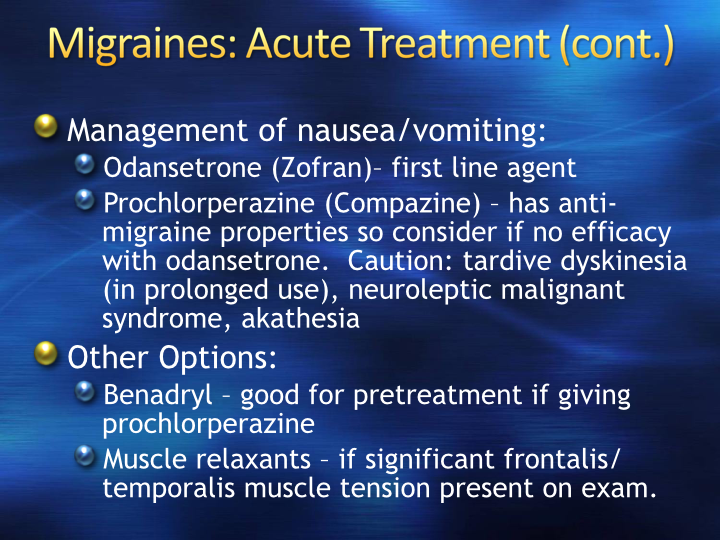 Migraines: Acute Treatment (cont.)
Management of nausea/vomiting:
Odansetrone (Zofran)– first line agent
Prochlorperazine (Compazine) – has anti-
migraine properties so consider if no efficacy
with odansetrone.  Caution: tardive dyskinesia
(in prolonged use), neuroleptic malignant
syndrome, akathesia
Other Options:
Benadryl – good for pretreatment if giving
prochlorperazine
Muscle relaxants – if significant frontalis/
temporalis muscle tension present on exam.